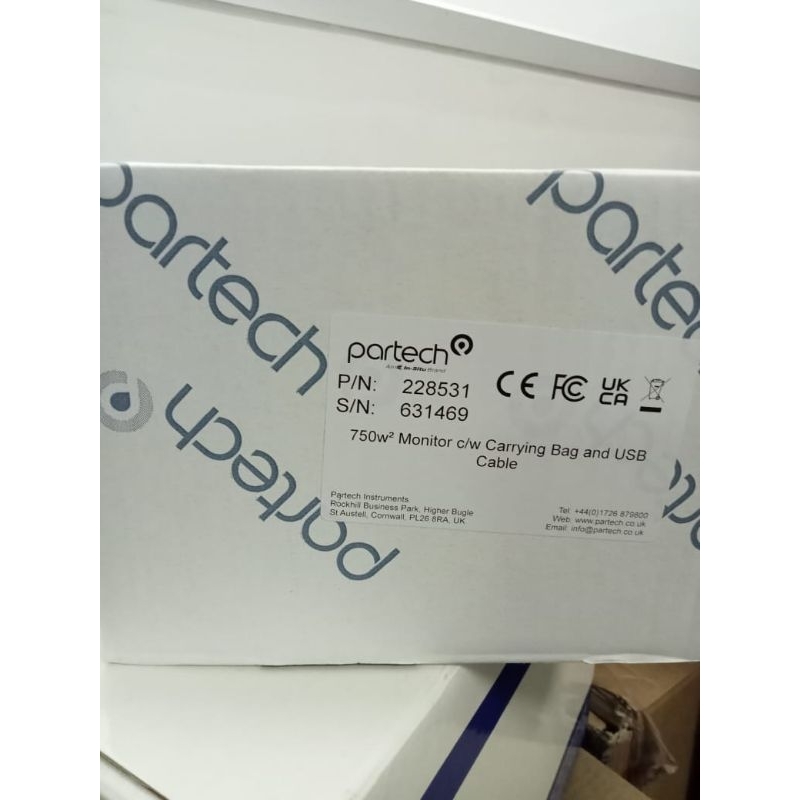 partech
partech
partech
An In-Situ Brand
P/N: 228531
S/N: 631469
CE FC UK CA
750w² Monitor c/w Carrying Bag and USB
Cable
Partech Instruments
Rockhill Business Park, Higher Bugle
St Austell, Cornwall, PL26 8RA, UK
Tel: +44(0)1726 879800
Web: www.partech.co.uk
Email: info@partech.co.uk
partech